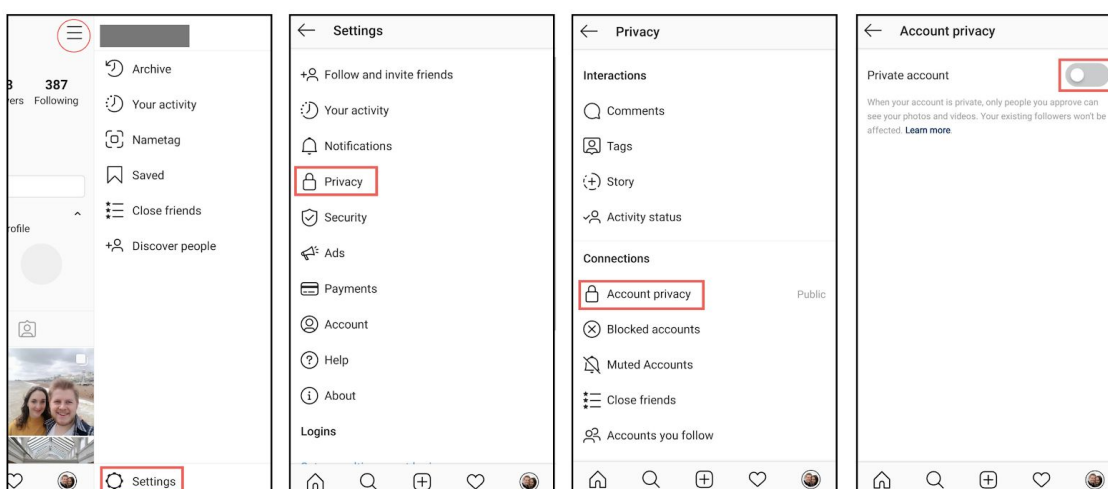 3
387
vers
Following
rofile
Archive
Your activity
Nametag
Saved
Close friends
Discover people
Settings
Settings
Follow and invite friends
Your activity
Notifications
Privacy
Security
Ads
Payments
Account
Help
About
Logins
Privacy
Interactions
Comments
Tags
Story
Activity status
Connections
Account privacy
Public
Blocked accounts
Muted Accounts
Close friends
Accounts you follow
Account privacy
Private account
When your account is private, only people you approve can
see your photos and videos. Your existing followers won't be
affected. Learn more.